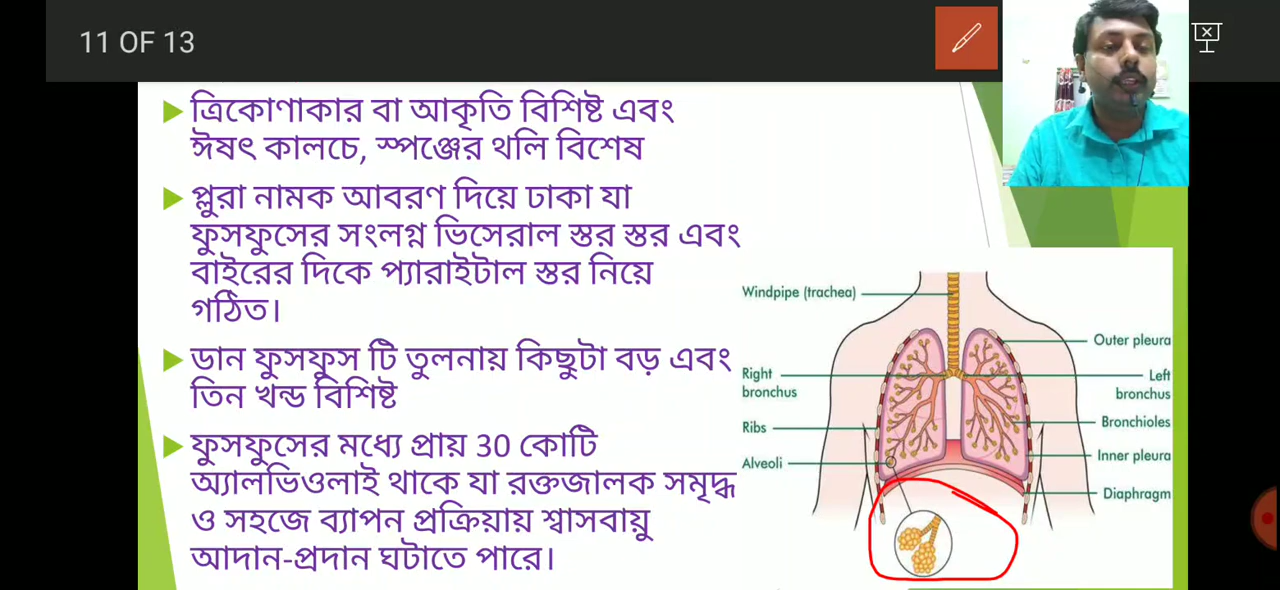 11 OF 13
ত্রিকোণাকার বা আকৃতি বিশিষ্ট এবং
ঈষৎ কালচে, স্পঞ্জের থলি বিশেষ
প্লুরা নামক আবরণ দিয়ে ঢাকা যা
ফুসফুসের সংলগ্ন ভিসেরাল স্তর স্তর এবং
বাইরের দিকে প্যারাইটাল স্তর নিয়ে
গঠিত।
ডান ফুসফুস টি তুলনায় কিছুটা বড় এবং
তিন খন্ড বিশিষ্ট
ফুসফুসের মধ্যে প্রায় 30 কোটি
অ্যালভিওলাই থাকে যা রক্তজালক সমৃদ্ধ
ও সহজে ব্যাপন প্রক্রিয়ায় শ্বাসবায়ু
আদান-প্রদান ঘটাতে পারে।
Windpipe (trachea)
Right
bronchus
Ribs
Alveoli
Outer pleura
Left
bronchus
Bronchioles
Inner pleura
Diaphragm